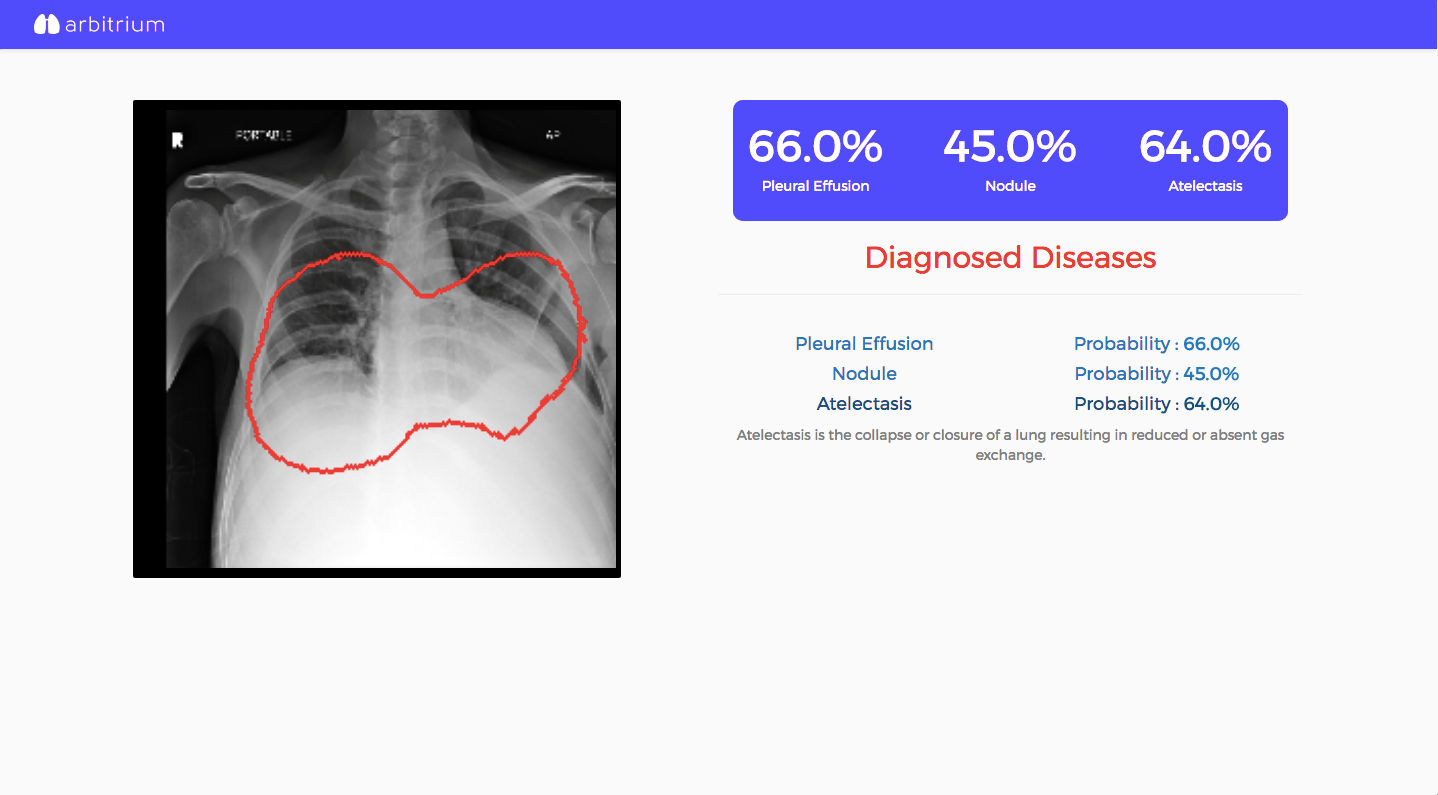 arbitrium
R PORTABLE AP
66.0% 45.0% 64.0%
Pleural Effusion Nodule Atelectasis
Diagnosed Diseases
Pleural Effusion Probability : 66.0%
Nodule Probability : 45.0%
Atelectasis Probability : 64.0%
Atelectasis is the collapse or closure of a lung resulting in reduced or absent gas
exchange.